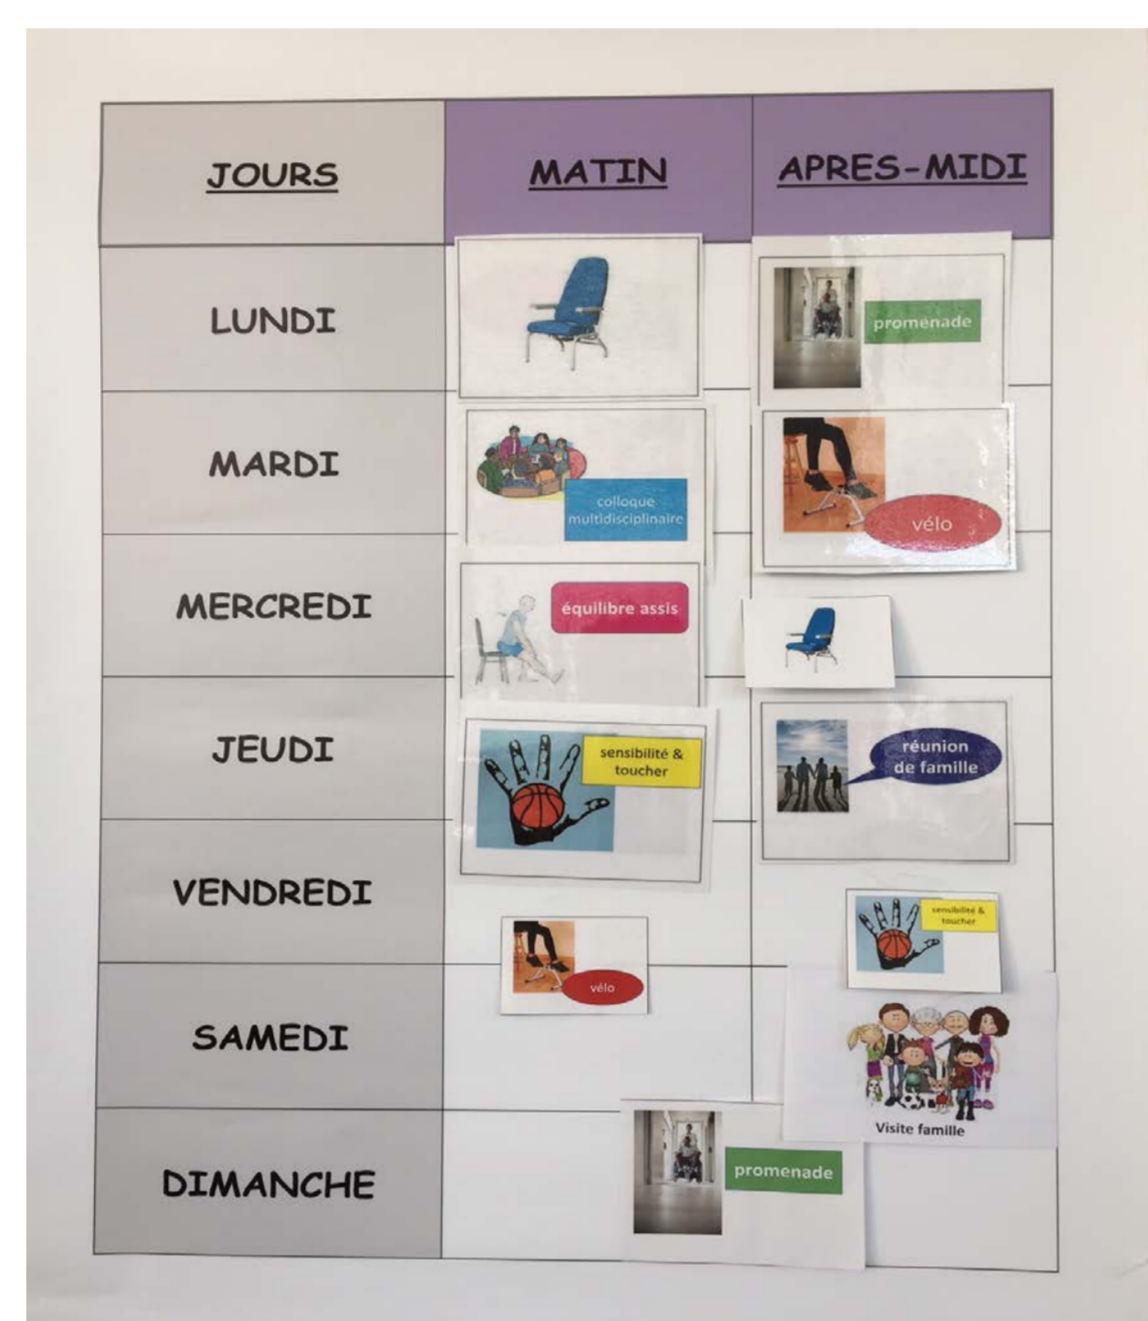 JOURS
MATIN
APRES-MIDI
LUNDI
promenade
MARDI
colloque
multidisciplinaire
vélo
MERCREDI
équilibre assis
JEUDI
sensibilité &
toucher
réunion
de famille
VENDREDI
vélo
sensibilité &
toucher
SAMEDI
Visite famille
DIMANCHE
promenade